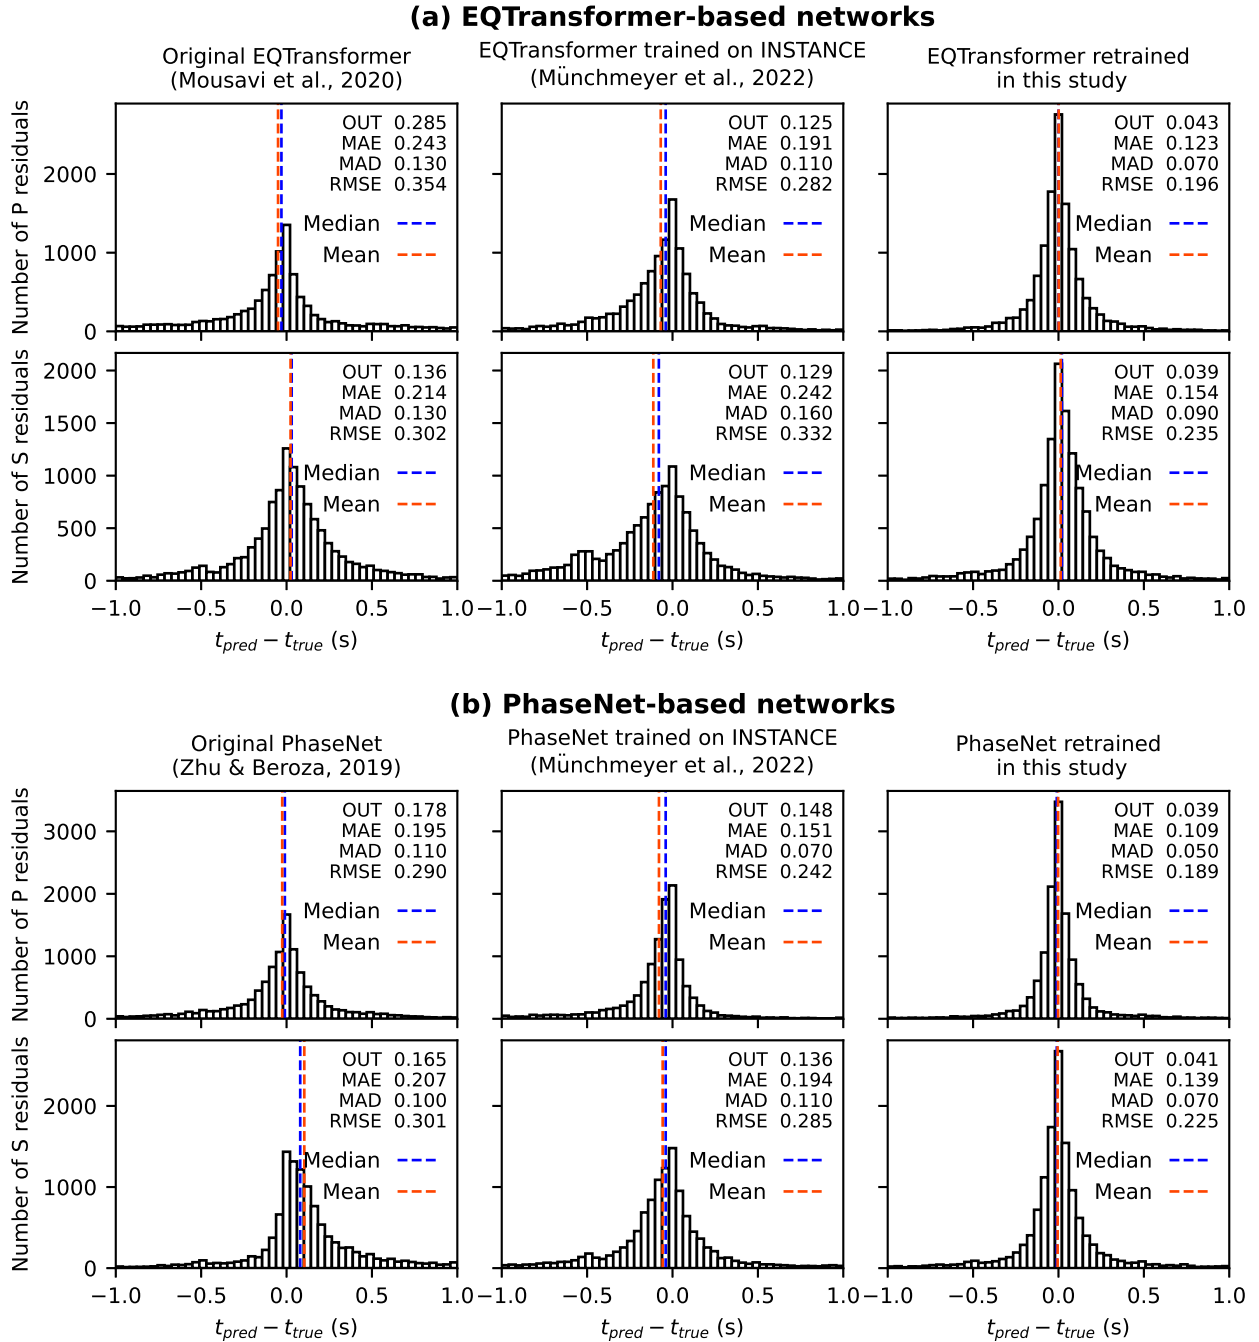 (a) EQTransformer-based networks
Original EQTransformer
(Mousavi et al., 2020)
EQTransformer trained on INSTANCE
(Münchmeyer et al., 2022)
EQTransformer retrained
in this study
Number of P residuals
2000
1000
0
OUT 0.285
MAE 0.243
MAD 0.130
RMSE 0.354
Median
Mean
OUT 0.125
MAE 0.191
MAD 0.110
RMSE 0.282
Median
Mean
OUT 0.043
MAE 0.123
MAD 0.070
RMSE 0.196
Median
Mean
Number of S residuals
2000
1500
1000
500
0
OUT 0.136
MAE 0.214
MAD 0.130
RMSE 0.302
Median
Mean
OUT 0.129
MAE 0.242
MAD 0.160
RMSE 0.332
Median
Mean
OUT 0.039
MAE 0.154
MAD 0.090
RMSE 0.235
Median
Mean
−1.0 −0.5 0.0 0.5 1.0
−1.0 −0.5 0.0 0.5 1.0
−1.0 −0.5 0.0 0.5 1.0
t_pred − t_true (s)
t_pred − t_true (s)
t_pred − t_true (s)
(b) PhaseNet-based networks
Original PhaseNet
(Zhu & Beroza, 2019)
PhaseNet trained on INSTANCE
(Münchmeyer et al., 2022)
PhaseNet retrained
in this study
Number of P residuals
3000
2000
1000
0
OUT 0.178
MAE 0.195
MAD 0.110
RMSE 0.290
Median
Mean
OUT 0.148
MAE 0.151
MAD 0.070
RMSE 0.242
Median
Mean
OUT 0.039
MAE 0.109
MAD 0.050
RMSE 0.189
Median
Mean
Number of S residuals
2000
1000
0
OUT 0.165
MAE 0.207
MAD 0.100
RMSE 0.301
Median
Mean
OUT 0.136
MAE 0.194
MAD 0.110
RMSE 0.285
Median
Mean
OUT 0.041
MAE 0.139
MAD 0.070
RMSE 0.225
Median
Mean
−1.0 −0.5 0.0 0.5 1.0
−1.0 −0.5 0.0 0.5 1.0
−1.0 −0.5 0.0 0.5 1.0
t_pred − t_true (s)
t_pred − t_true (s)
t_pred − t_true (s)